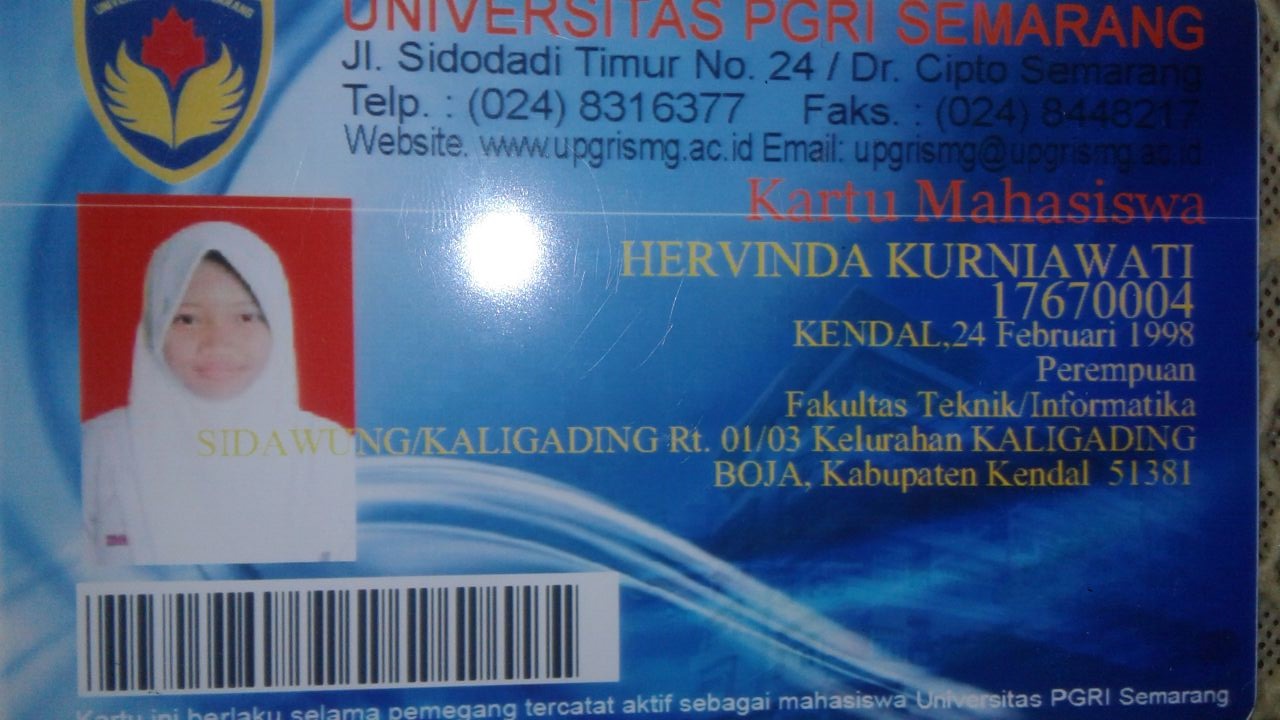 UNIVERSITAS PGRI SEMARANG
Jl. Sidodadi Timur No. 24 / Dr. Cipto Semarang
Telp. : (024) 8316377 Faks. : (024) 8448217
Website. www.upgrismg.ac.id Email: upgrismg@upgrismg.ac.id
Kartu Mahasiswa
HERVINDA KURNIAWATI
17670004
KENDAL,24 Februari 1998
Perempuan
Fakultas Teknik/Informatika
SIDAWUNG/KALIGADING Rt. 01/03 Kelurahan KALIGADING
BOJA, Kabupaten Kendal 51381
Kartu ini berlaku selama pemegang tercatat aktif sebagai mahasiswa Universitas PGRI Semarang